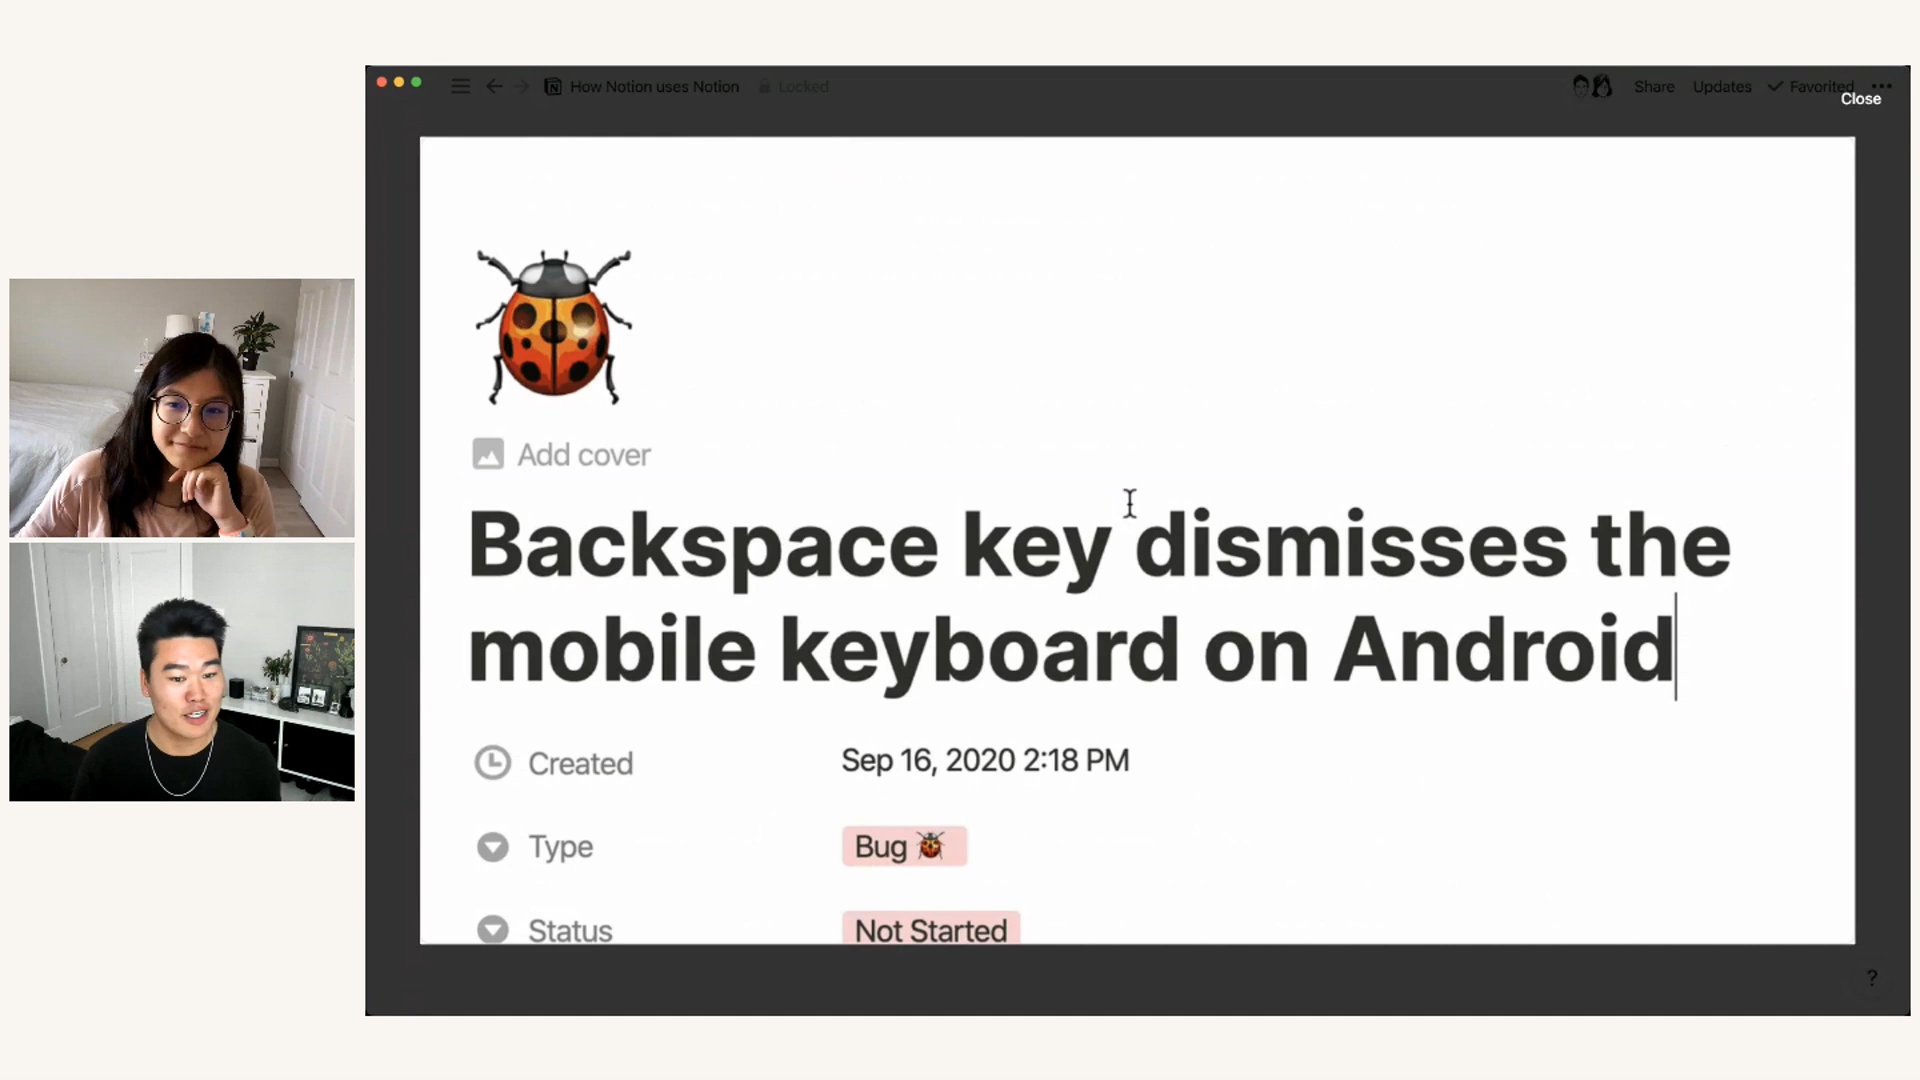 How Notion uses Notion
Locked
Share
Updates
Favorited
Close
Add cover
Backspace key dismisses the
mobile keyboard on Android
Created
Sep 16, 2020 2:18 PM
Type
Bug 🐞
Status
Not Started
?